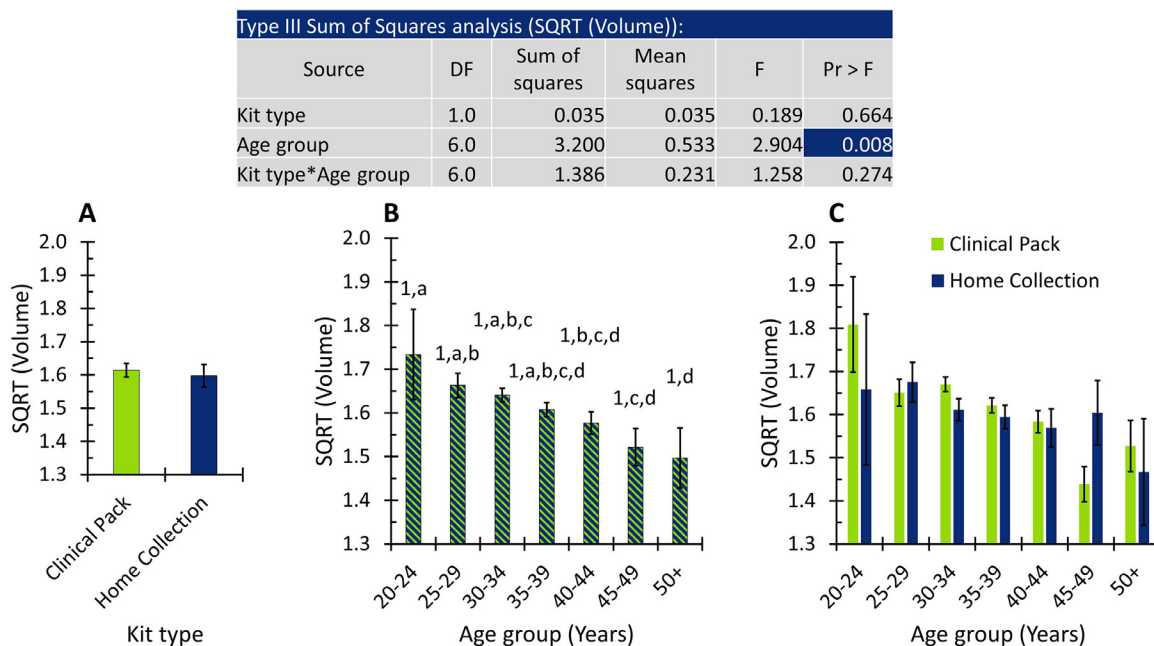 Type III Sum of Squares analysis (SQRT (Volume)):
Source DF Sum of squares Mean squares F Pr > F
Kit type 1.0 0.035 0.035 0.189 0.664
Age group 6.0 3.200 0.533 2.904 0.008
Kit type*Age group 6.0 1.386 0.231 1.258 0.274
A
SQRT (Volume)
2.0
1.9
1.8
1.7
1.6
1.5
1.4
1.3
Clinical Pack
Home Collection
Kit type
B
SQRT (Volume)
2.0
1.9
1.8
1.7
1.6
1.5
1.4
1.3
1,a
1,a,b
1,a,b,c
1,a,b,c,d
1,b,c,d
1,c,d
1,d
20-24
25-29
30-34
35-39
40-44
45-49
50+
Age group (Years)
C
Clinical Pack
Home Collection
SQRT (Volume)
2.0
1.9
1.8
1.7
1.6
1.5
1.4
1.3
20-24
25-29
30-34
35-39
40-44
45-49
50+
Age group (Years)